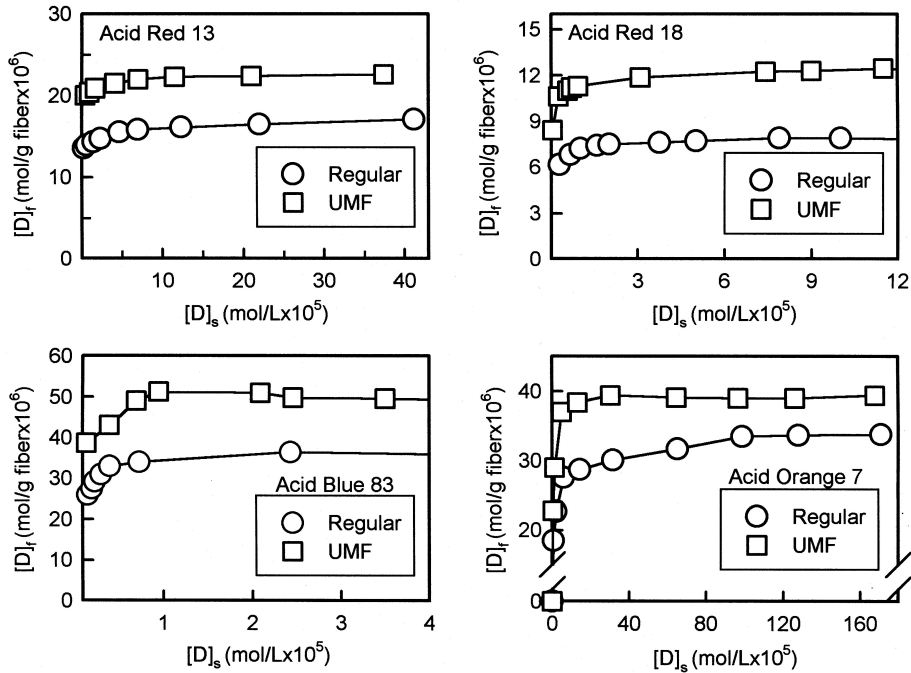 Acid Red 13
[D]f (mol/g fiberx10⁶)
30
20
10
0
Regular
UMF
0 10 20 30 40
[D]s (mol/Lx10⁵)
Acid Red 18
[D]f (mol/g fiberx10⁶)
15
12
9
6
3
0
Regular
UMF
3 6 9 12
[D]s (mol/Lx10⁵)
[D]f (mol/g fiberx10⁶)
60
50
40
30
20
10
0
Acid Blue 83
Regular
UMF
1 2 3 4
[D]s (mol/Lx10⁵)
[D]f (mol/g fiberx10⁶)
40
30
20
0
Acid Orange 7
Regular
UMF
0 40 80 120 160
[D]s (mol/Lx10⁵)